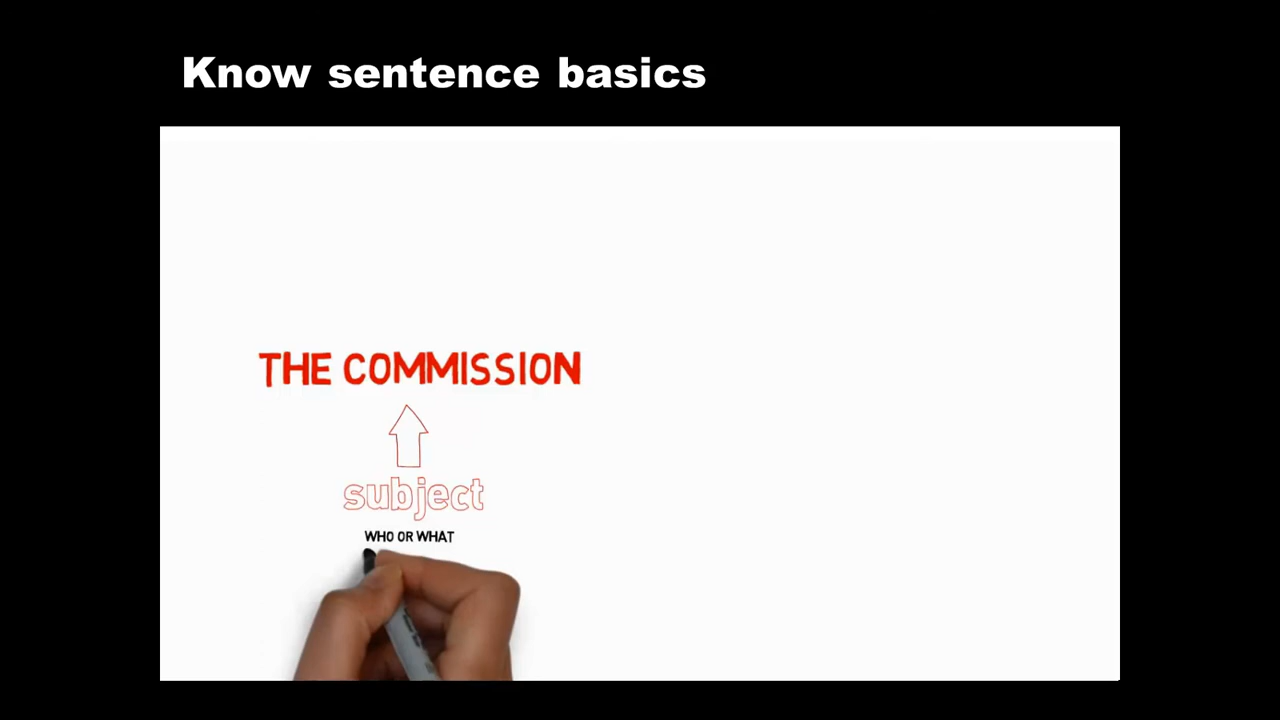 Know sentence basics
THE COMMISSION
subject
WHO OR WHAT